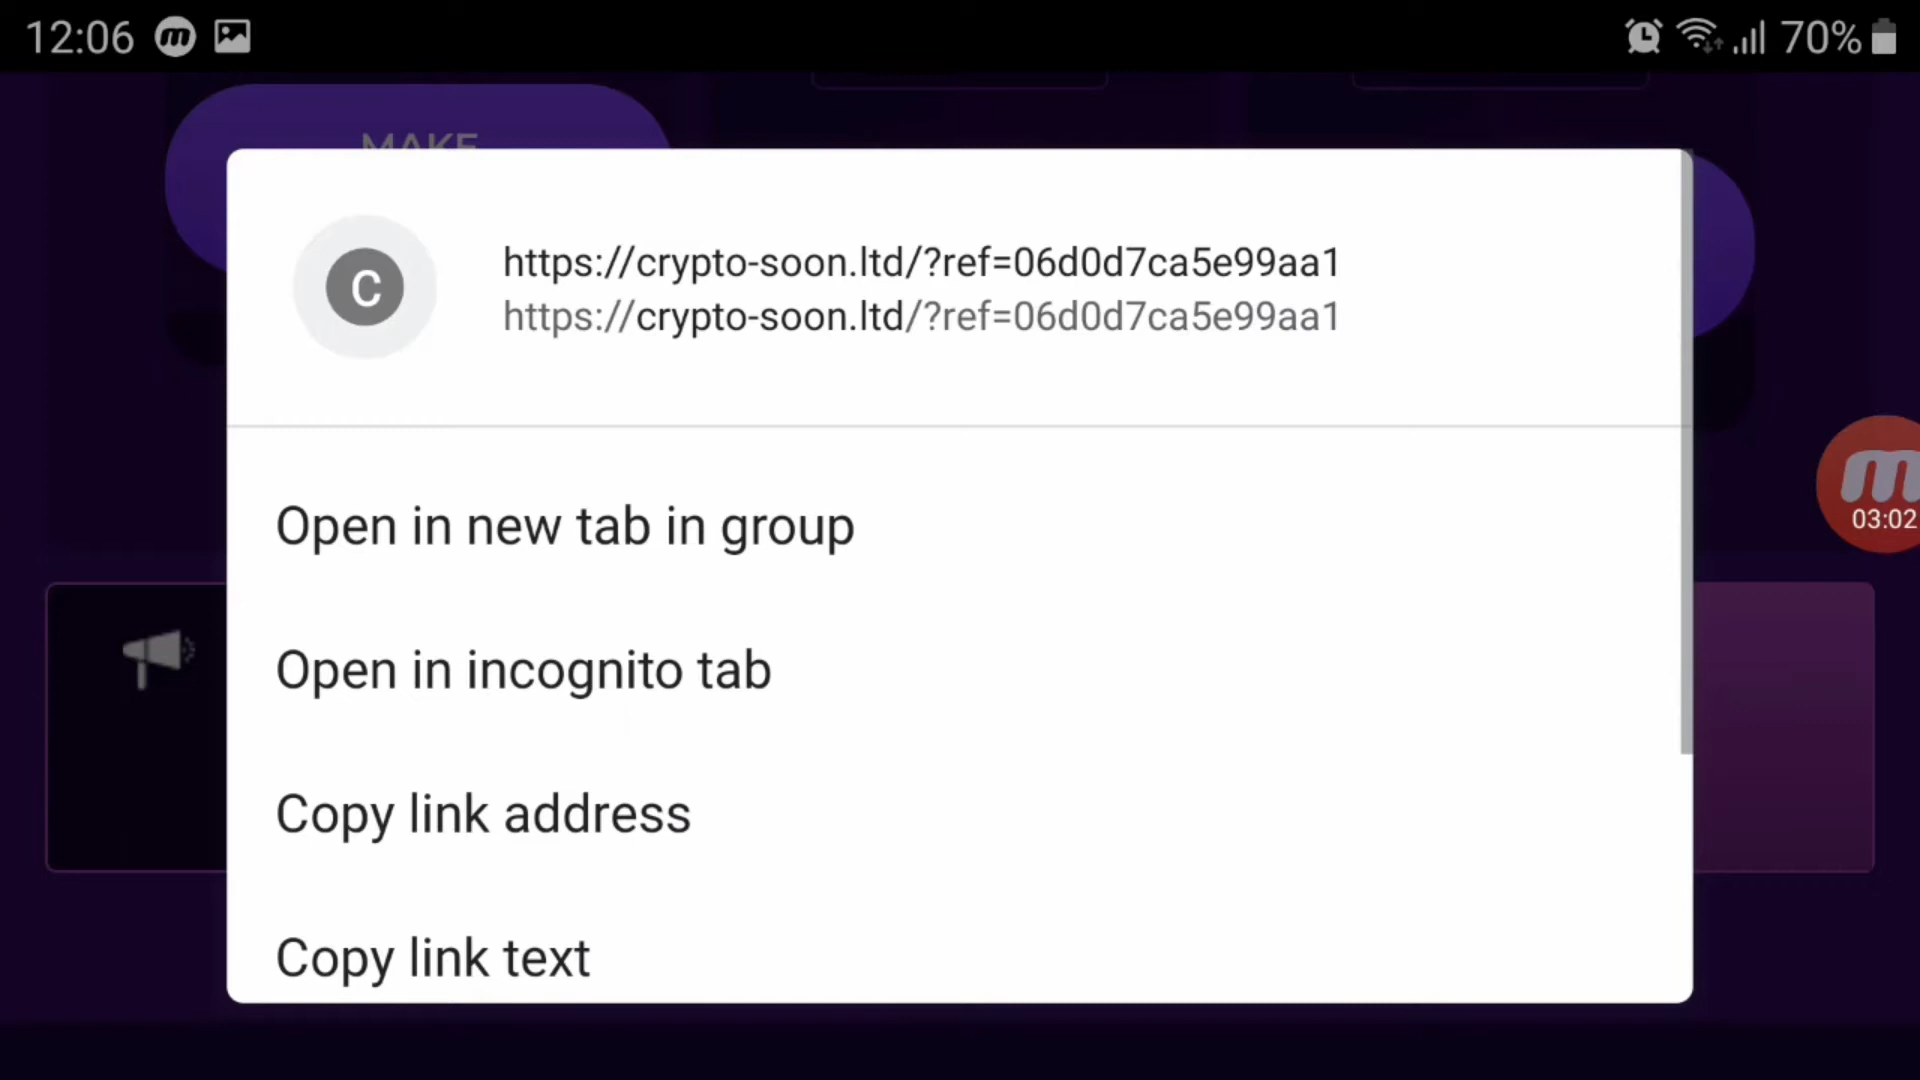 12:06
70%
MAKE
C
https://crypto-soon.ltd/?ref=06d0d7ca5e99aa1
https://crypto-soon.ltd/?ref=06d0d7ca5e99aa1
03:02
Open in new tab in group
Open in incognito tab
Copy link address
Copy link text